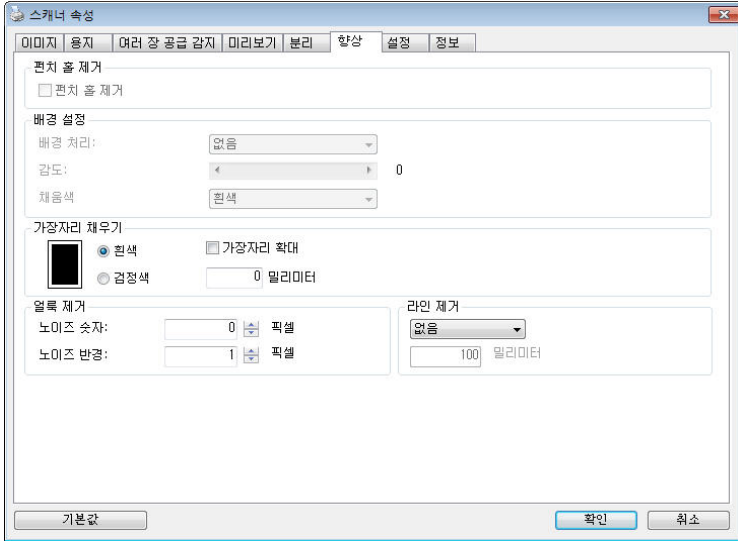 스캐너 속성
이미지 용지 여러 장 공급 감지 미리보기 분리 향상 설정 정보
펀치 홀 제거
펀치 홀 제거
배경 설정
배경 처리: 없음
감도: 0
채움색 흰색
가장자리 채우기
흰색 가장자리 확대
검정색 0 밀리미터
얼룩 제거 라인 제거
노이즈 숫자: 0 픽셀 없음
노이즈 반경: 1 픽셀 100 밀리미터
기본값 확인 취소